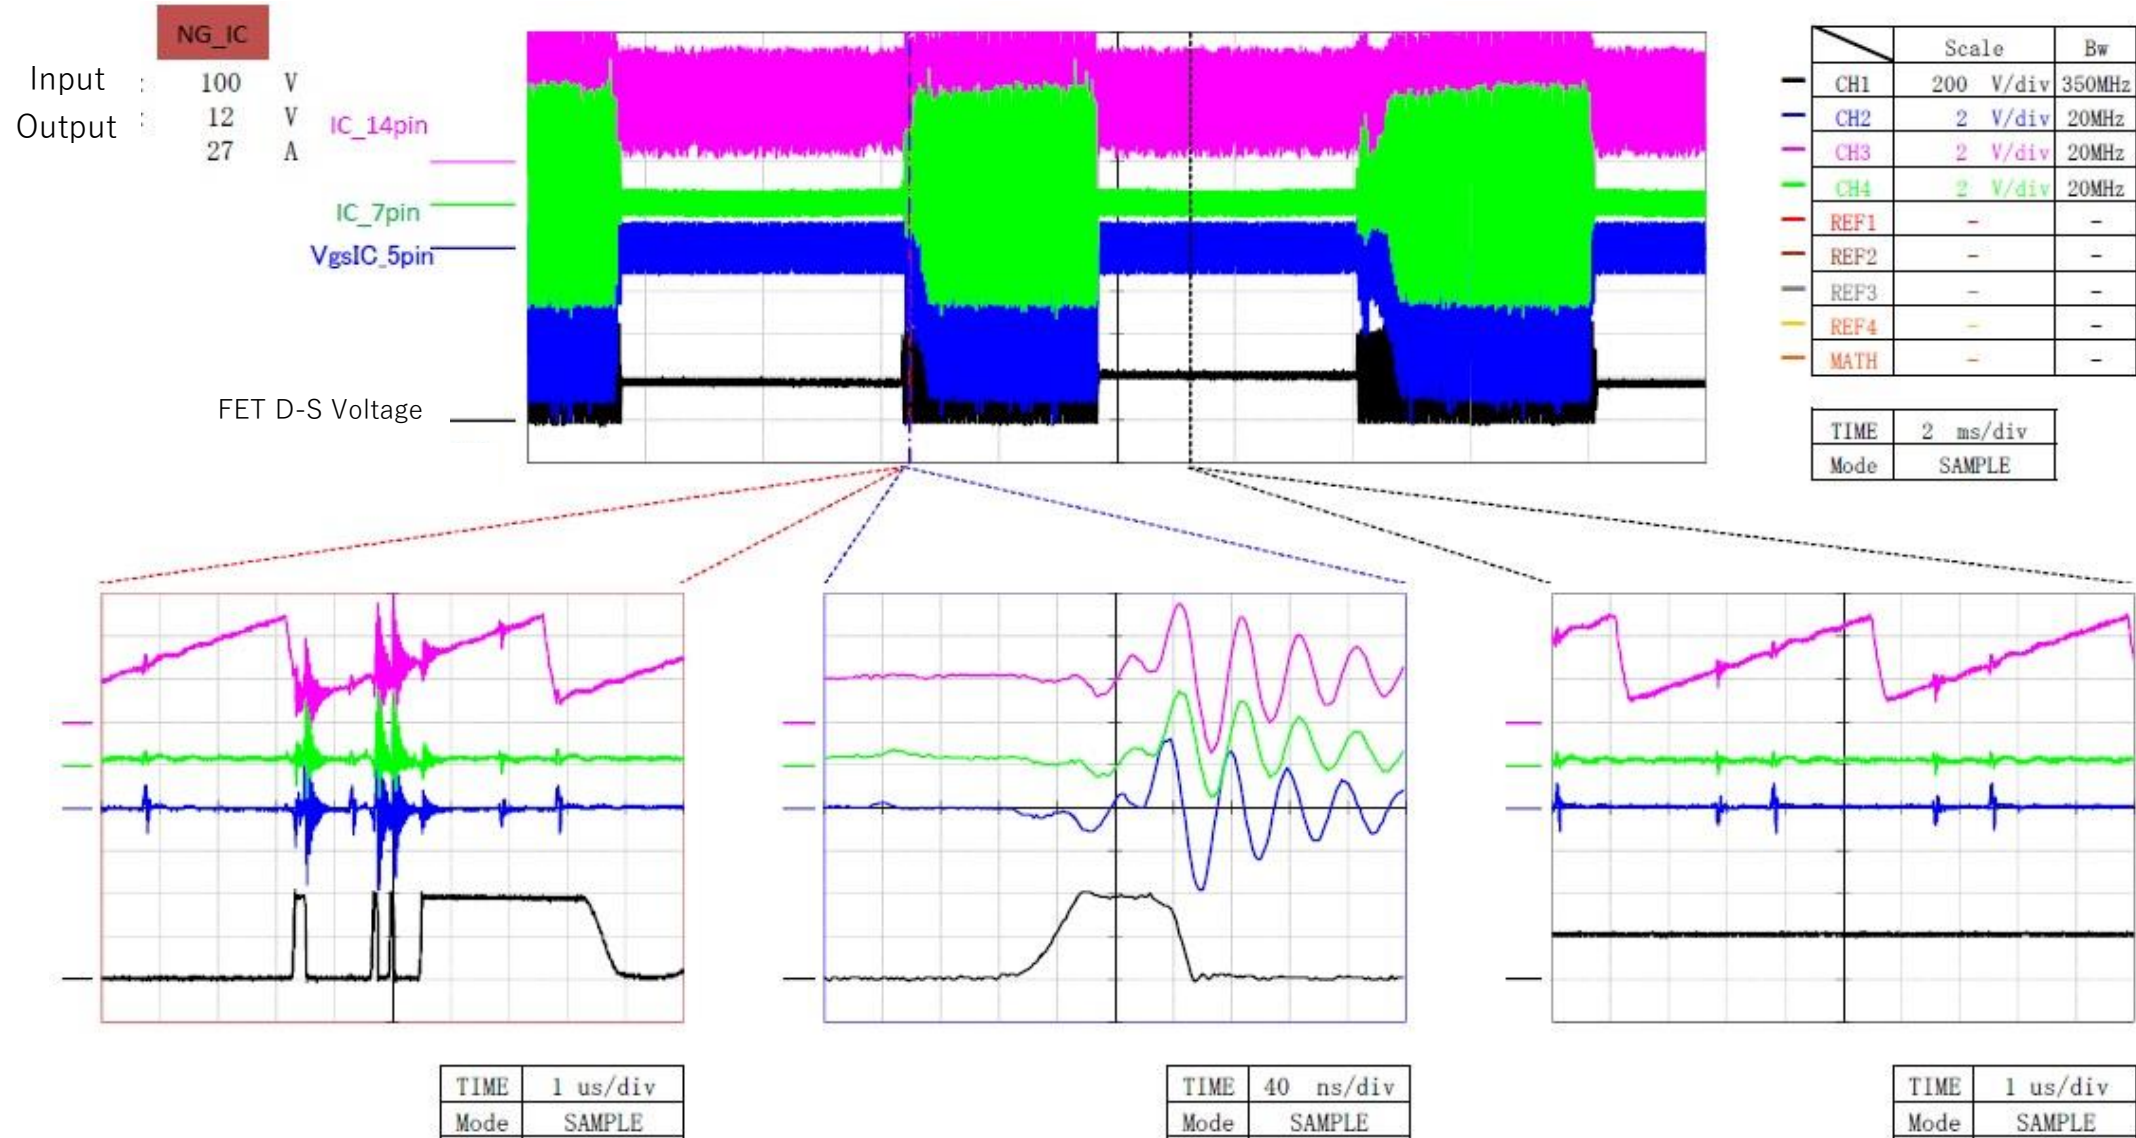 NG_IC
Input : 100 V
Output : 12 V
27 A
IC_14pin
IC_7pin
VgsIC_5pin
FET D-S Voltage
Scale Bw
CH1 200 V/div 350MHz
CH2 2 V/div 20MHz
CH3 2 V/div 20MHz
CH4 2 V/div 20MHz
REF1 - -
REF2 - -
REF3 - -
REF4 - -
MATH - -
TIME 2 ms/div
Mode SAMPLE
TIME 1 us/div
Mode SAMPLE
TIME 40 ns/div
Mode SAMPLE
TIME 1 us/div
Mode SAMPLE